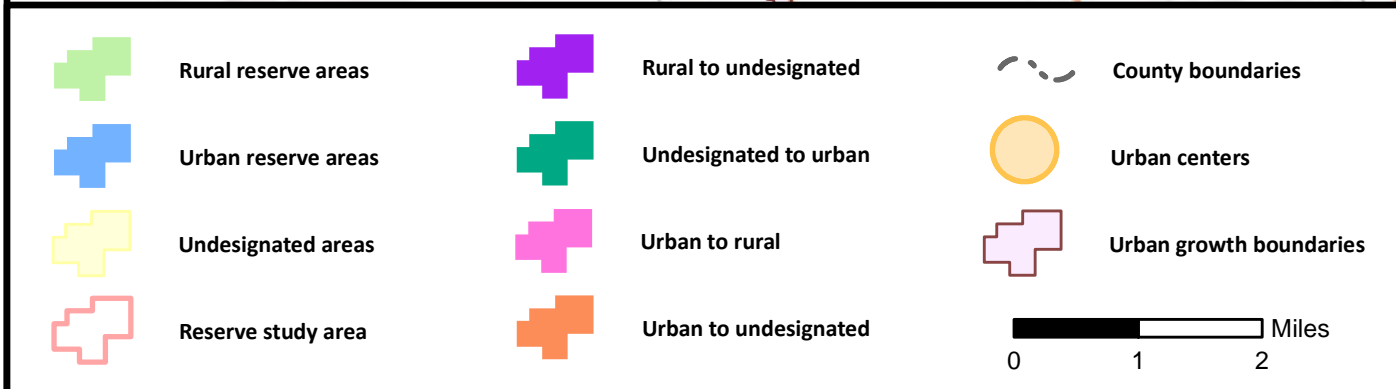 Rural reserve areas
Urban reserve areas
Undesignated areas
Reserve study area
Rural to undesignated
Undesignated to urban
Urban to rural
Urban to undesignated
County boundaries
Urban centers
Urban growth boundaries
Miles
0 1 2